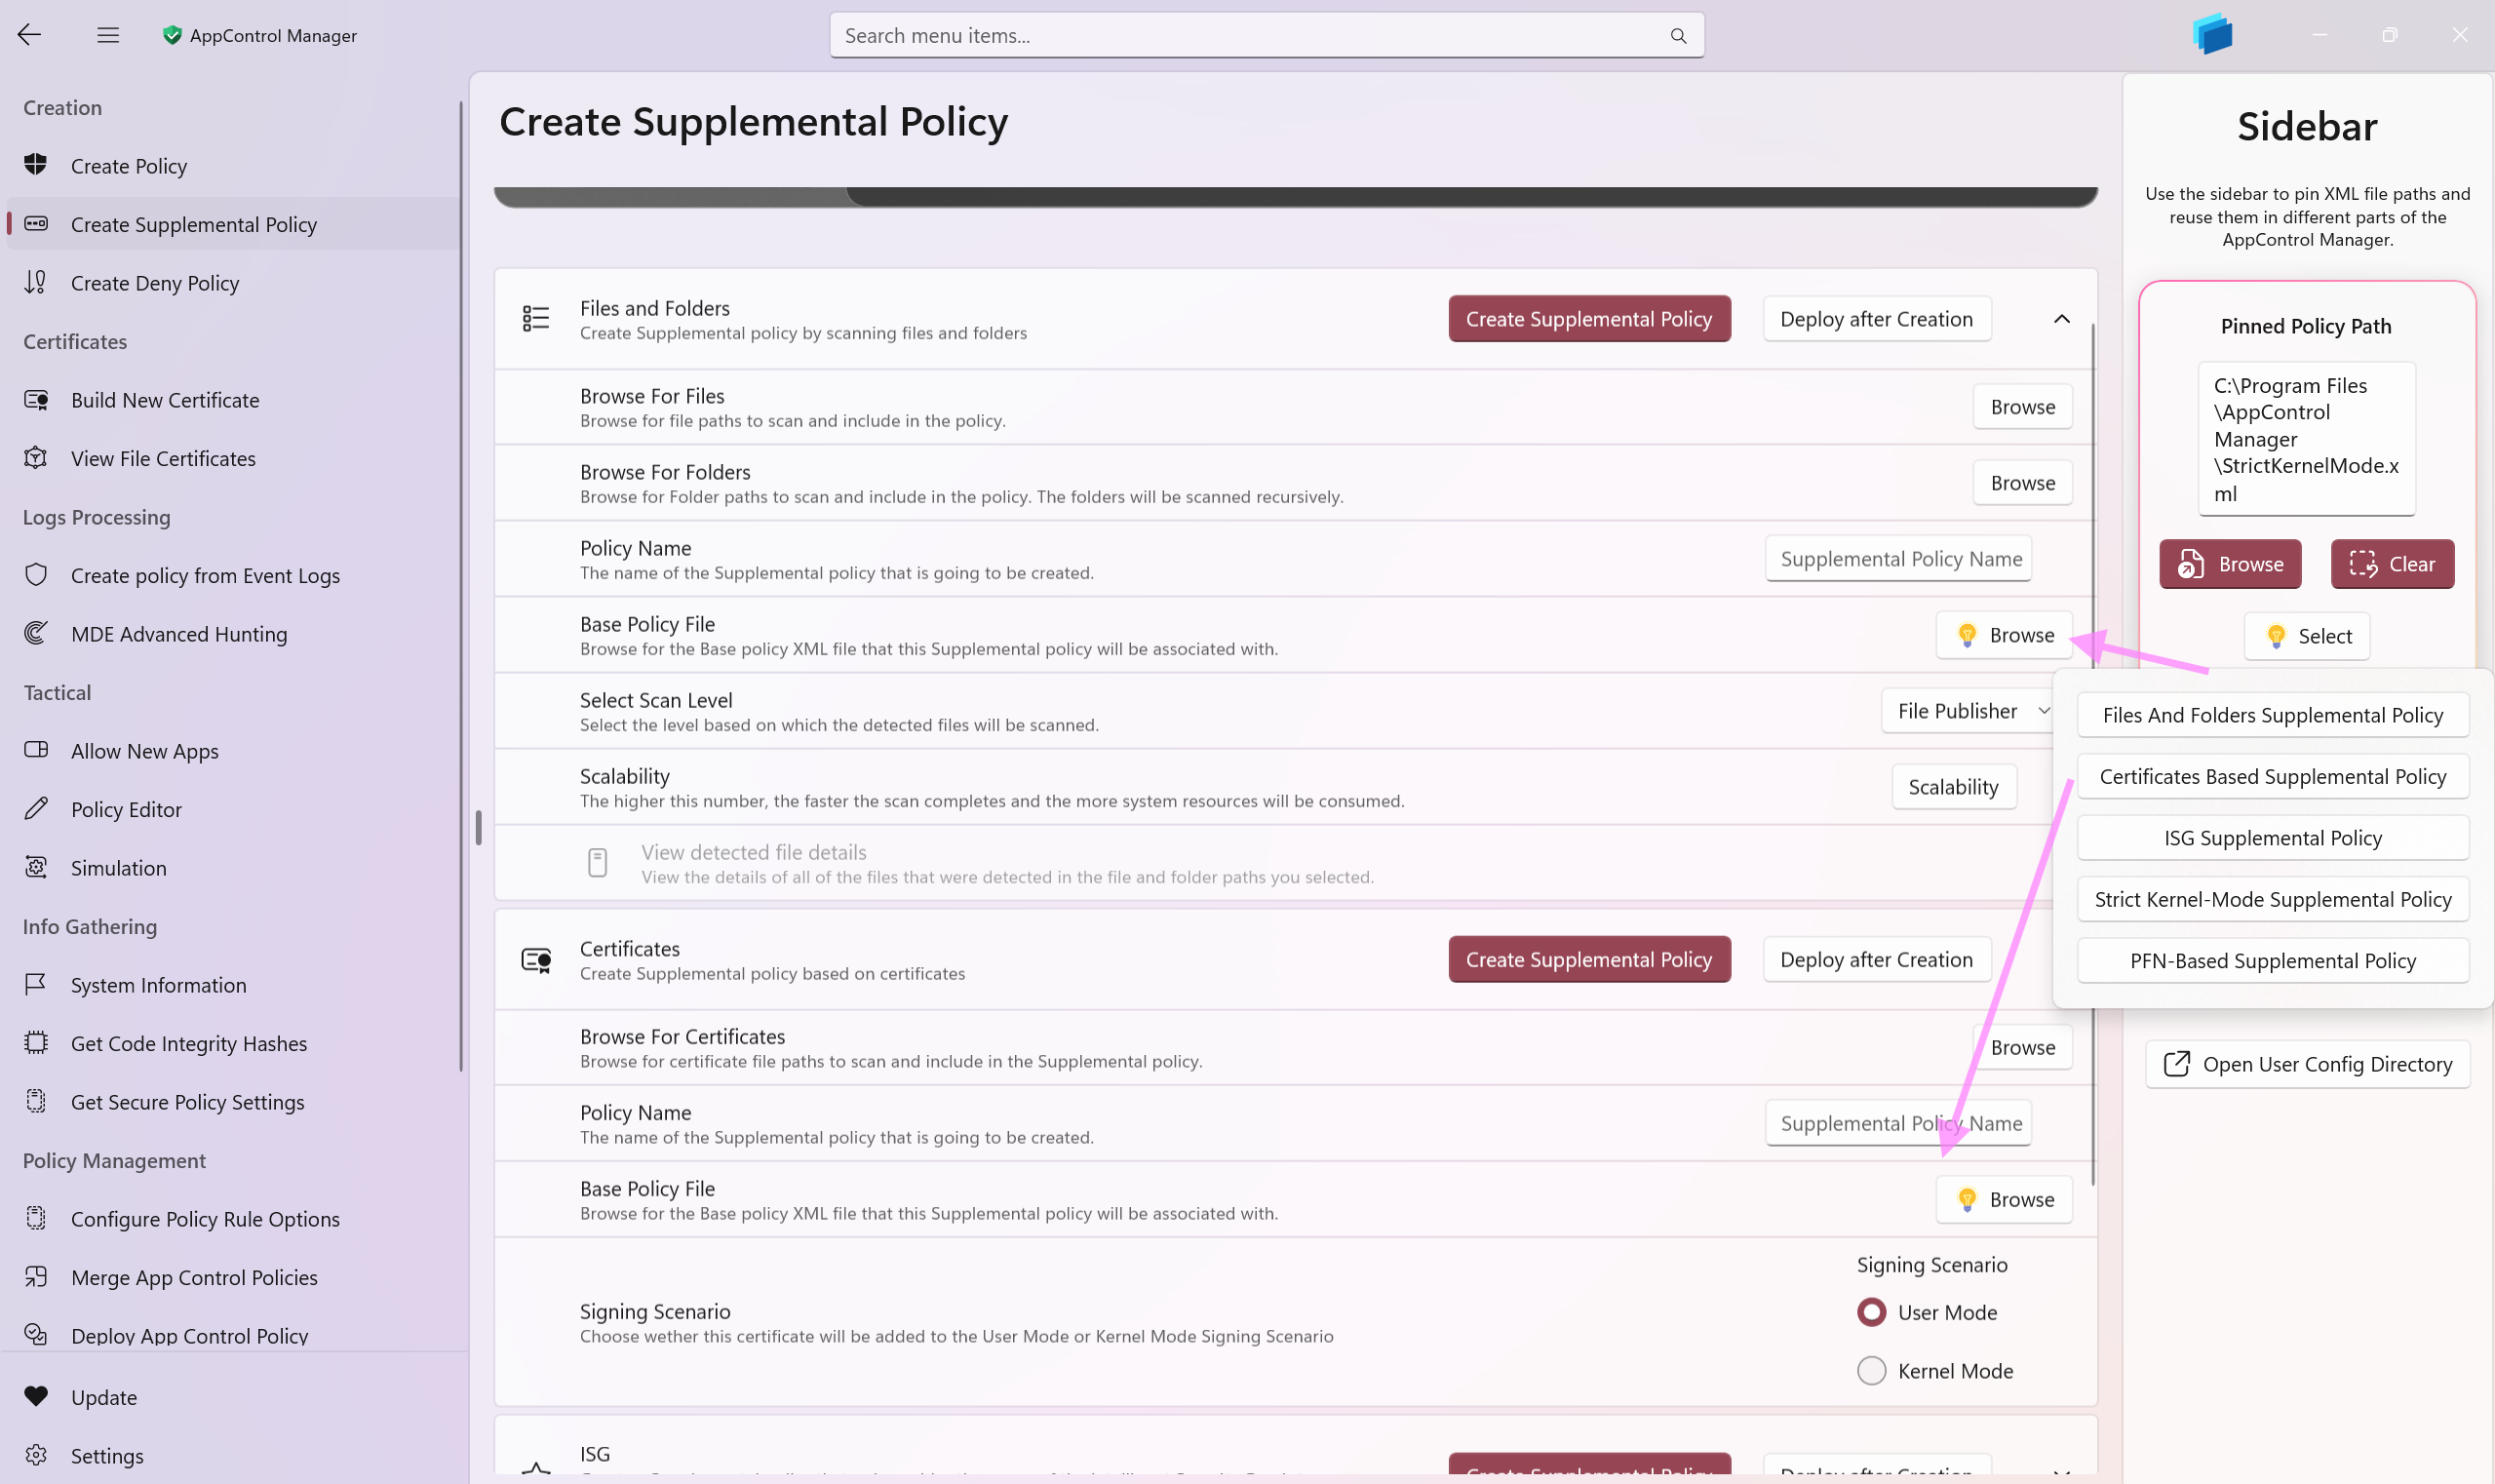 AppControl Manager
Search menu items...
Creation
Create Policy
Create Supplemental Policy
Create Deny Policy
Certificates
Build New Certificate
View File Certificates
Logs Processing
Create policy from Event Logs
MDE Advanced Hunting
Tactical
Allow New Apps
Policy Editor
Simulation
Info Gathering
System Information
Get Code Integrity Hashes
Get Secure Policy Settings
Policy Management
Configure Policy Rule Options
Merge App Control Policies
Deploy App Control Policy
Update
Settings
Create Supplemental Policy
Files and Folders
Create Supplemental policy by scanning files and folders
Create Supplemental Policy
Deploy after Creation
Browse For Files
Browse for file paths to scan and include in the policy.
Browse
Browse For Folders
Browse for Folder paths to scan and include in the policy. The folders will be scanned recursively.
Browse
Policy Name
The name of the Supplemental policy that is going to be created.
Supplemental Policy Name
Base Policy File
Browse for the Base policy XML file that this Supplemental policy will be associated with.
Browse
Select Scan Level
Select the level based on which the detected files will be scanned.
File Publisher
Scalability
The higher this number, the faster the scan completes and the more system resources will be consumed.
Scalability
View detected file details
View the details of all of the files that were detected in the file and folder paths you selected.
Certificates
Create Supplemental policy based on certificates
Create Supplemental Policy
Deploy after Creation
Browse For Certificates
Browse for certificate file paths to scan and include in the Supplemental policy.
Browse
Policy Name
The name of the Supplemental policy that is going to be created.
Supplemental Policy Name
Base Policy File
Browse for the Base policy XML file that this Supplemental policy will be associated with.
Browse
Signing Scenario
Choose wether this certificate will be added to the User Mode or Kernel Mode Signing Scenario
Signing Scenario
User Mode
Kernel Mode
ISG
Create Supplemental Policy
Deploy after Creation
Sidebar
Use the sidebar to pin XML file paths and
reuse them in different parts of the
AppControl Manager.
Pinned Policy Path
C:\Program Files
\AppControl
Manager
\StrictKernelMode.x
ml
Browse
Clear
Select
Files And Folders Supplemental Policy
Certificates Based Supplemental Policy
ISG Supplemental Policy
Strict Kernel-Mode Supplemental Policy
PFN-Based Supplemental Policy
Open User Config Directory